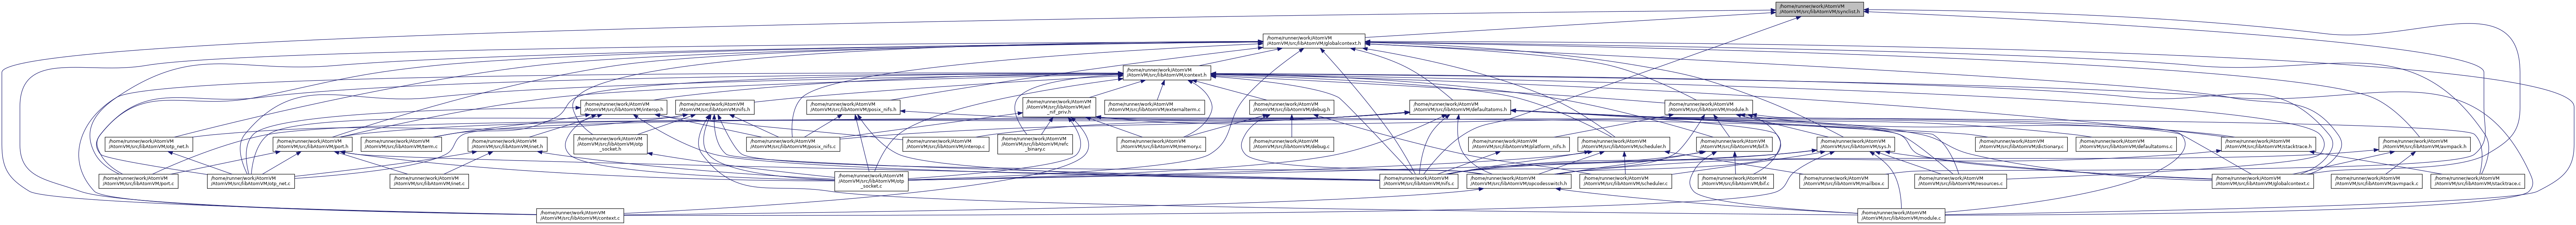 /home/runner/work/AtomVM
/AtomVM/src/libAtomVM/synclist.h
/home/runner/work/AtomVM
/AtomVM/src/libAtomVM/globalcontext.h
/home/runner/work/AtomVM
/AtomVM/src/libAtomVM/context.h
/home/runner/work/AtomVM
/AtomVM/src/libAtomVM/interop.h
/home/runner/work/AtomVM
/AtomVM/src/libAtomVM/nifs.h
/home/runner/work/AtomVM
/AtomVM/src/libAtomVM/posix_nifs.h
/home/runner/work/AtomVM
/AtomVM/src/libAtomVM/erl
_nif_priv.h
/home/runner/work/AtomVM
/AtomVM/src/libAtomVM/externalterm.c
/home/runner/work/AtomVM
/AtomVM/src/libAtomVM/debug.h
/home/runner/work/AtomVM
/AtomVM/src/libAtomVM/defaultatoms.h
/home/runner/work/AtomVM
/AtomVM/src/libAtomVM/module.h
/home/runner/work/AtomVM
/AtomVM/src/libAtomVM/otp_net.h
/home/runner/work/AtomVM
/AtomVM/src/libAtomVM/port.h
/home/runner/work/AtomVM
/AtomVM/src/libAtomVM/term.c
/home/runner/work/AtomVM
/AtomVM/src/libAtomVM/inet.h
/home/runner/work/AtomVM
/AtomVM/src/libAtomVM/otp
_socket.h
/home/runner/work/AtomVM
/AtomVM/src/libAtomVM/posix_nifs.c
/home/runner/work/AtomVM
/AtomVM/src/libAtomVM/interop.c
/home/runner/work/AtomVM
/AtomVM/src/libAtomVM/refc
_binary.c
/home/runner/work/AtomVM
/AtomVM/src/libAtomVM/memory.c
/home/runner/work/AtomVM
/AtomVM/src/libAtomVM/debug.c
/home/runner/work/AtomVM
/AtomVM/src/libAtomVM/platform_nifs.h
/home/runner/work/AtomVM
/AtomVM/src/libAtomVM/scheduler.h
/home/runner/work/AtomVM
/AtomVM/src/libAtomVM/bif.h
/home/runner/work/AtomVM
/AtomVM/src/libAtomVM/sys.h
/home/runner/work/AtomVM
/AtomVM/src/libAtomVM/dictionary.c
/home/runner/work/AtomVM
/AtomVM/src/libAtomVM/defaultatoms.c
/home/runner/work/AtomVM
/AtomVM/src/libAtomVM/stacktrace.h
/home/runner/work/AtomVM
/AtomVM/src/libAtomVM/avmpack.h
/home/runner/work/AtomVM
/AtomVM/src/libAtomVM/port.c
/home/runner/work/AtomVM
/AtomVM/src/libAtomVM/otp_net.c
/home/runner/work/AtomVM
/AtomVM/src/libAtomVM/inet.c
/home/runner/work/AtomVM
/AtomVM/src/libAtomVM/otp
_socket.c
/home/runner/work/AtomVM
/AtomVM/src/libAtomVM/nifs.c
/home/runner/work/AtomVM
/AtomVM/src/libAtomVM/opcodesswitch.h
/home/runner/work/AtomVM
/AtomVM/src/libAtomVM/scheduler.c
/home/runner/work/AtomVM
/AtomVM/src/libAtomVM/bif.c
/home/runner/work/AtomVM
/AtomVM/src/libAtomVM/mailbox.c
/home/runner/work/AtomVM
/AtomVM/src/libAtomVM/resources.c
/home/runner/work/AtomVM
/AtomVM/src/libAtomVM/globalcontext.c
/home/runner/work/AtomVM
/AtomVM/src/libAtomVM/avmpack.c
/home/runner/work/AtomVM
/AtomVM/src/libAtomVM/stacktrace.c
/home/runner/work/AtomVM
/AtomVM/src/libAtomVM/context.c
/home/runner/work/AtomVM
/AtomVM/src/libAtomVM/module.c